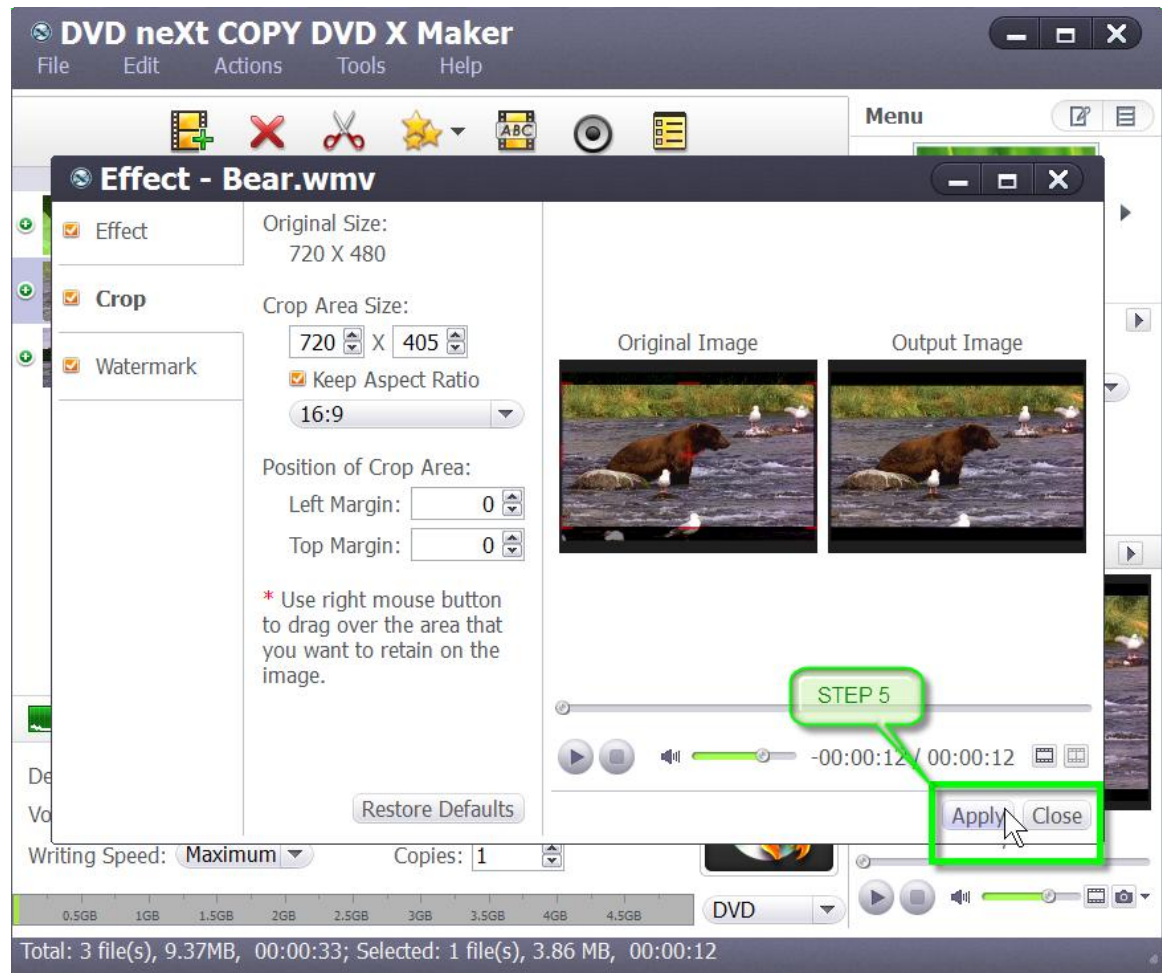 DVD neXt COPY DVD X Maker
File Edit Actions Tools Help
ABC
Menu
Effect - Bear.wmv
Effect
Crop
Watermark
Original Size:
720 X 480
Crop Area Size:
720 X 405
Keep Aspect Ratio
16:9
Position of Crop Area:
Left Margin: 0
Top Margin: 0
* Use right mouse button
to drag over the area that
you want to retain on the
image.
Restore Defaults
Original Image Output Image
STEP 5
-00:00:12 / 00:00:12
Apply Close
De
Vo
Writing Speed: Maximum Copies: 1
0.5GB 1GB 1.5GB 2GB 2.5GB 3GB 3.5GB 4GB 4.5GB DVD
Total: 3 file(s), 9.37MB, 00:00:33; Selected: 1 file(s), 3.86 MB, 00:00:12